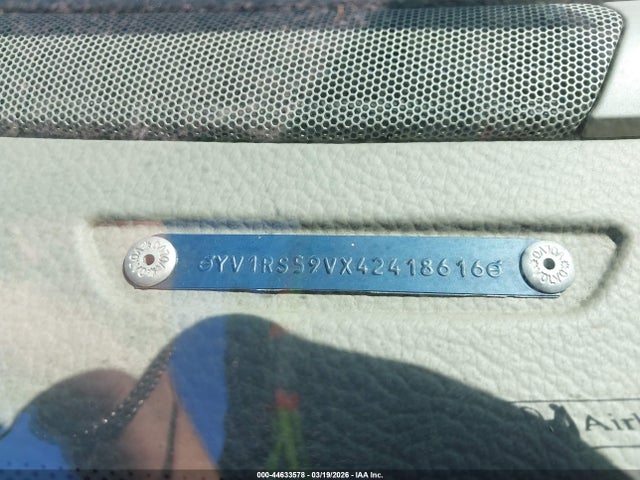 YV1RS59VX42418616
000-44633578 - 03/19/2026 - IAA Inc.